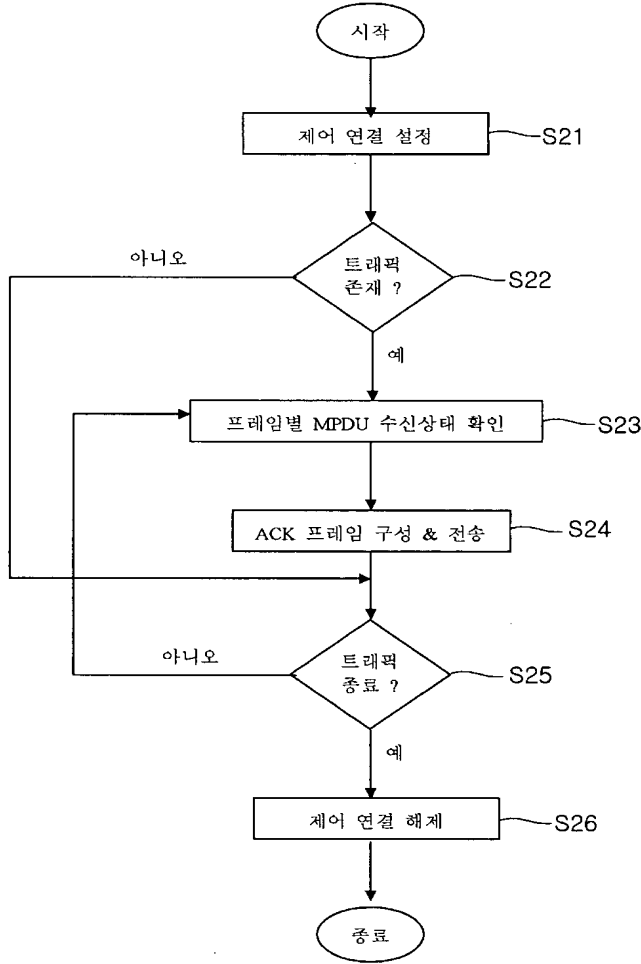 시작
제어 연결 설정
S21
아니오
트래픽
존재 ?
S22
예
프레임별 MPDU 수신상태 확인
S23
ACK 프레임 구성 & 전송
S24
아니오
트래픽
종료 ?
S25
예
제어 연결 해제
S26
종료